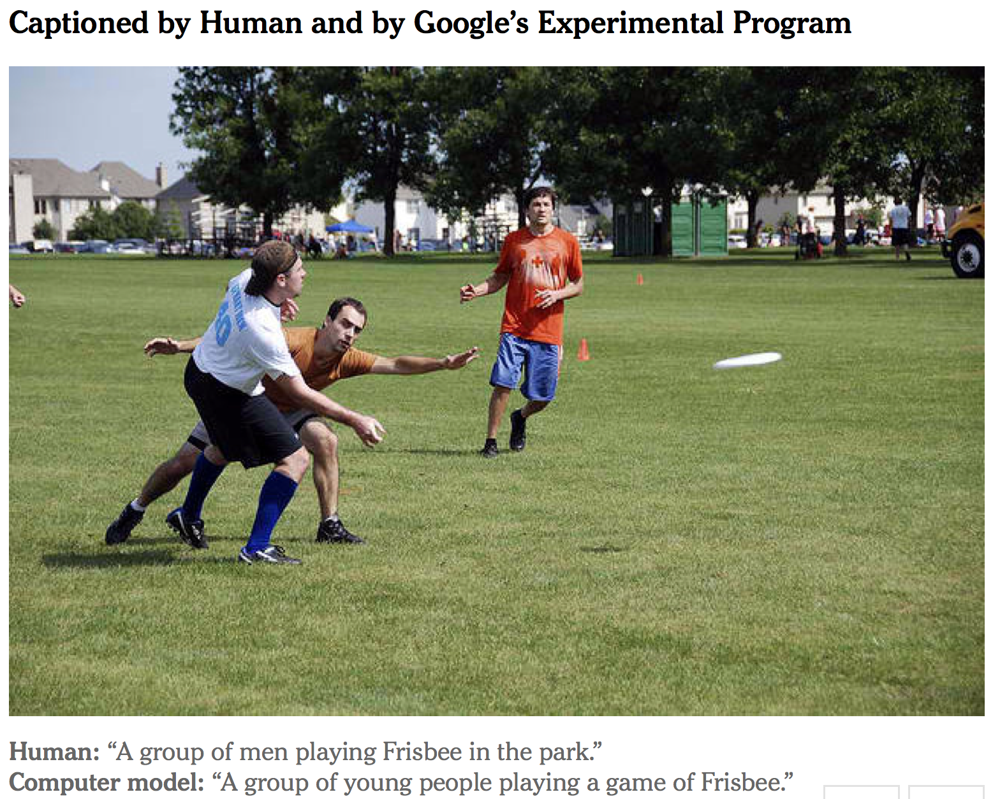 Captioned by Human and by Google’s Experimental Program
Human: “A group of men playing Frisbee in the park.”
Computer model: “A group of young people playing a game of Frisbee.”